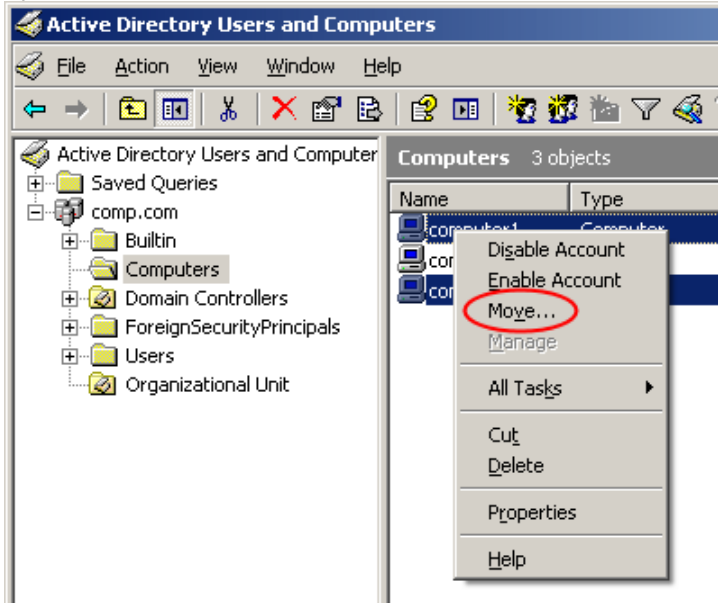 Active Directory Users and Computers
File Action View Window Help
Active Directory Users and Computer
Saved Queries
comp.com
Builtin
Computers
Domain Controllers
ForeignSecurityPrincipals
Users
Organizational Unit
Computers 3 objects
Name Type
Disable Account
Enable Account
Move...
Manage
All Tasks
Cut
Delete
Properties
Help